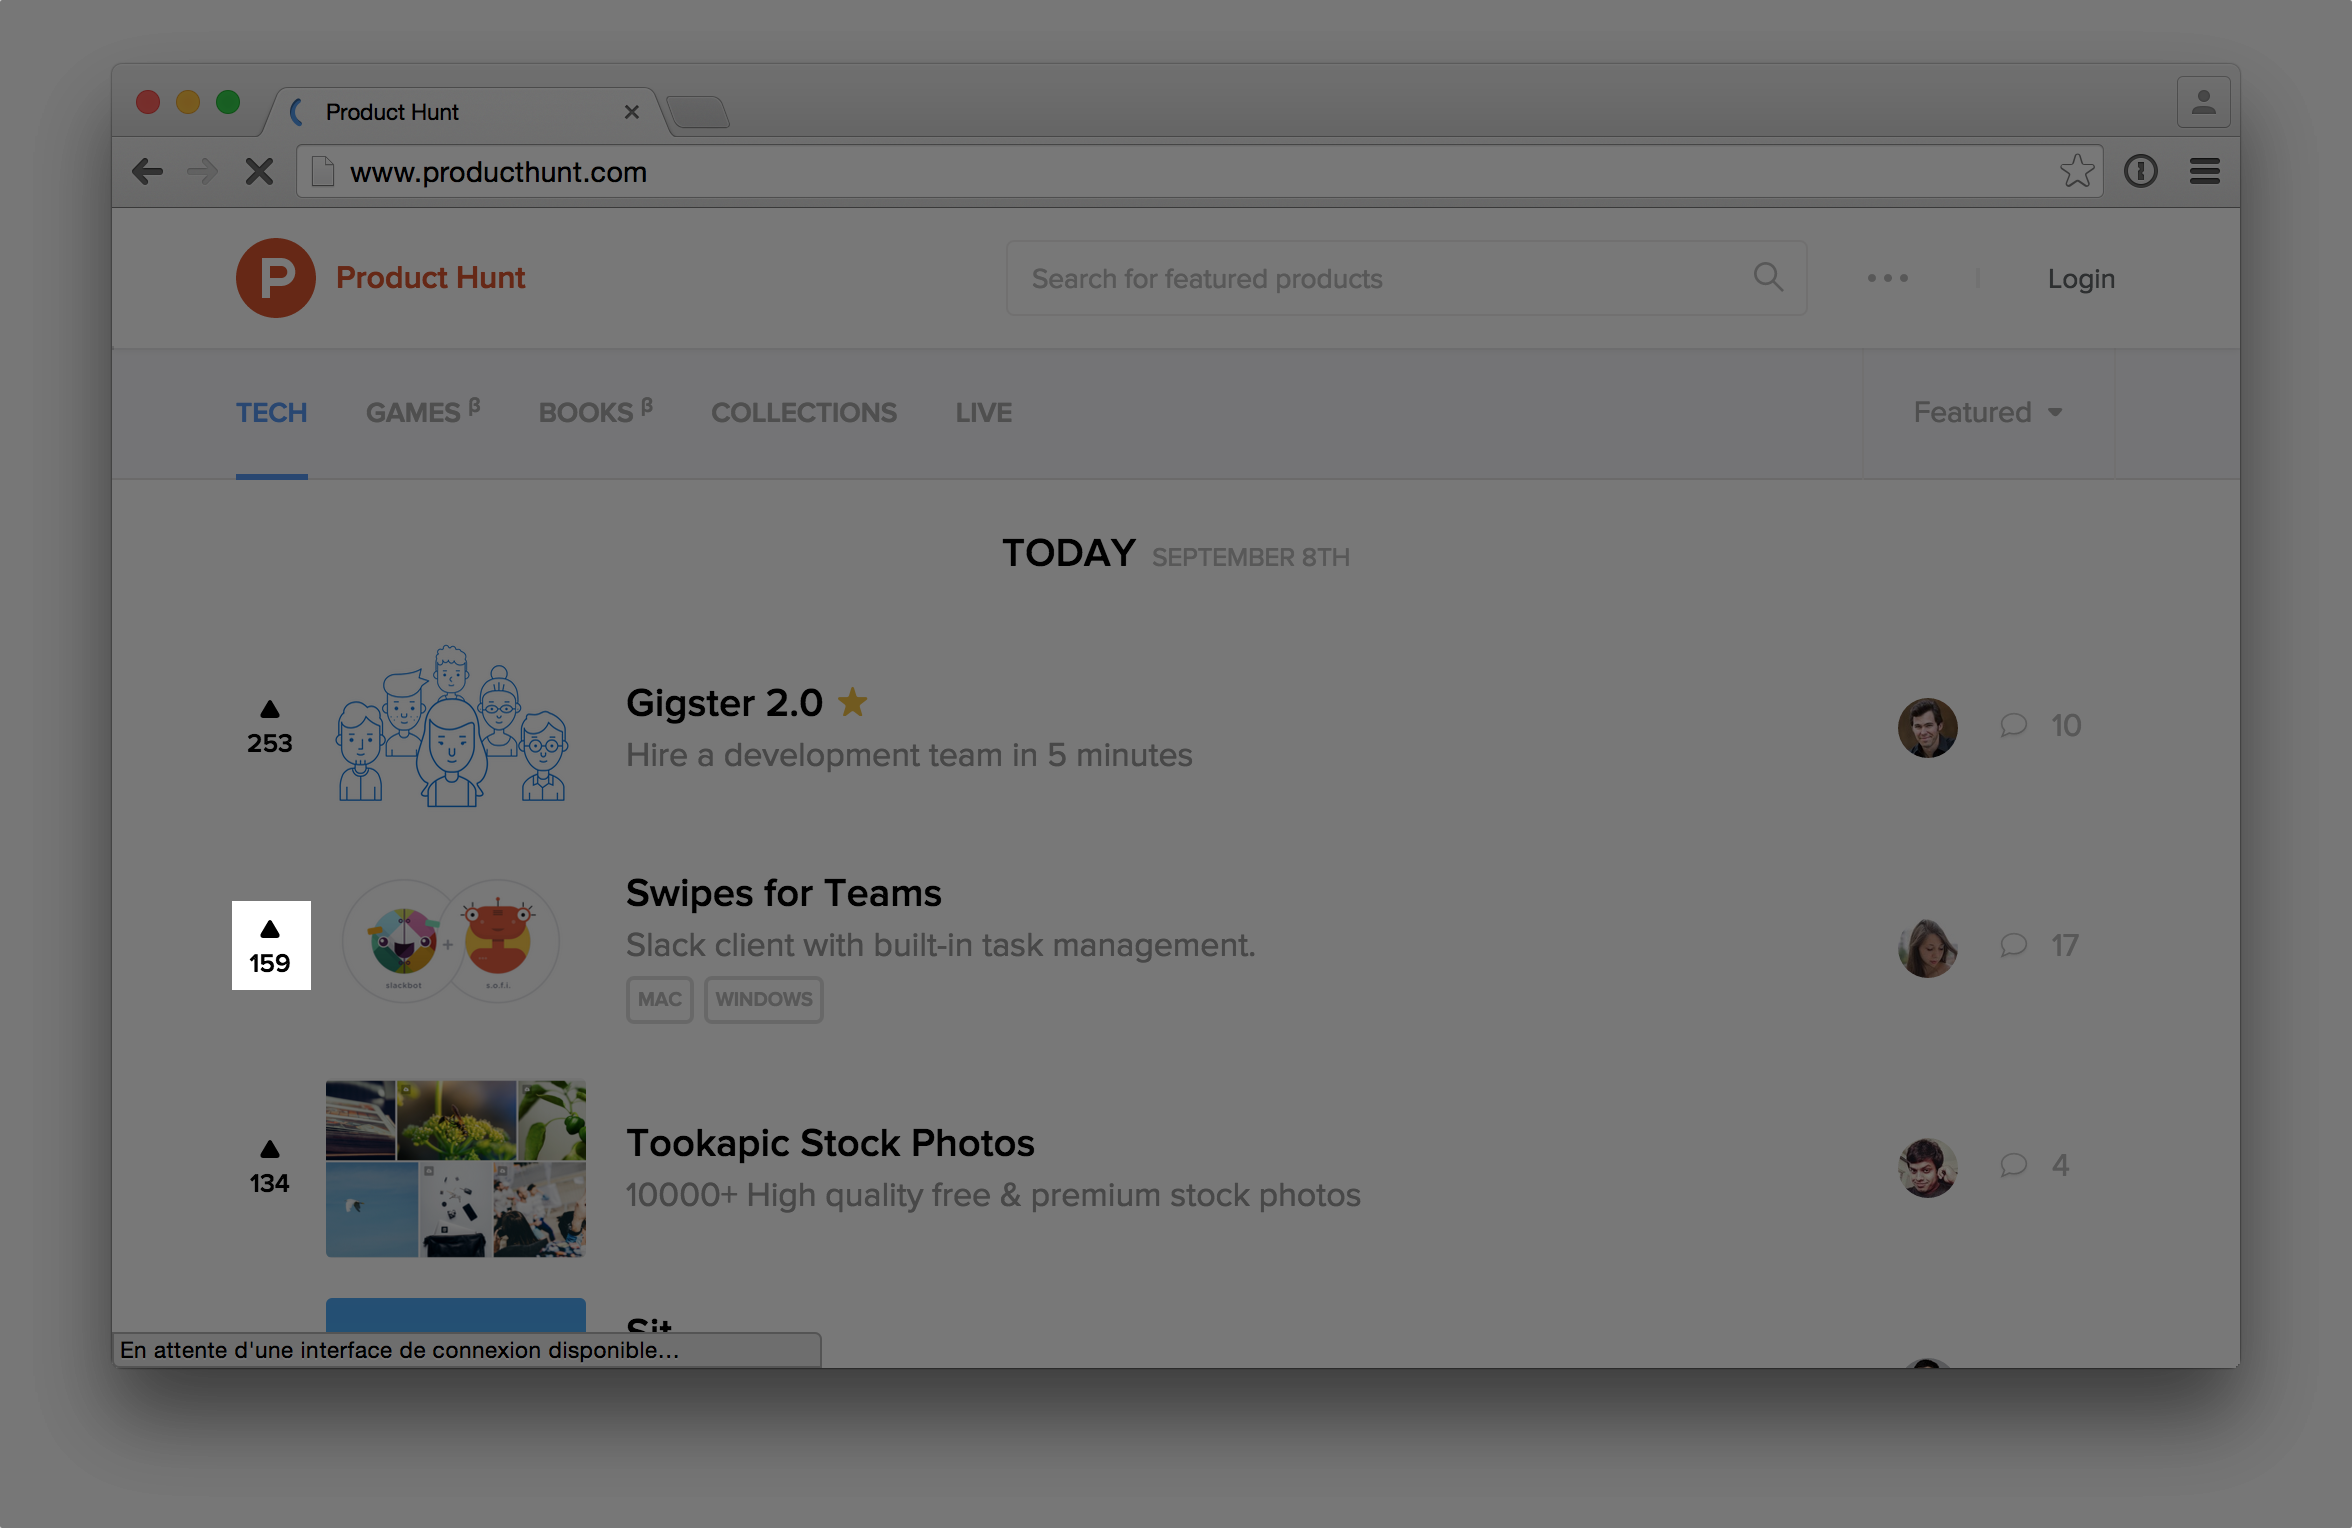 Product Hunt
www.producthunt.com
P Product Hunt
Search for featured products
Login
TECH GAMES β BOOKS β COLLECTIONS LIVE
Featured
TODAY SEPTEMBER 8TH
253
Gigster 2.0
Hire a development team in 5 minutes
10
159
slackbot + s.o.f.i.
Swipes for Teams
Slack client with built-in task management.
MAC WINDOWS
17
134
Tookapic Stock Photos
10000+ High quality free & premium stock photos
4
Sit
En attente d'une interface de connexion disponible...